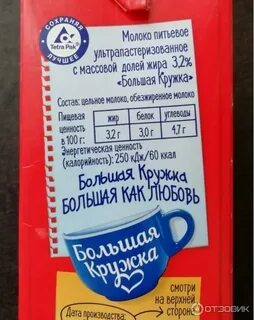 СОХРАНЯЯ
Tetra Pak
ЛУЧШЕЕ
Молоко питьевое
ультрапастеризованное
с массовой долей жира 3,2%
«Большая Кружка»
Состав: цельное молоко, обезжиренное молоко
Пищевая ценность в 100 г:
жир белок углеводы
3,2 г 3,0 г 4,7 г
Энергетическая ценность
(калорийность): 250 кДж/60 ккал
Большая Кружка
БОЛЬШАЯ КАК ЛЮБОВЬ
Большая
Кружка
СМОТРИ
НА ВЕРХНЕЙ
СТОРОНЕ
Дата производства:
ОТЗОВИК